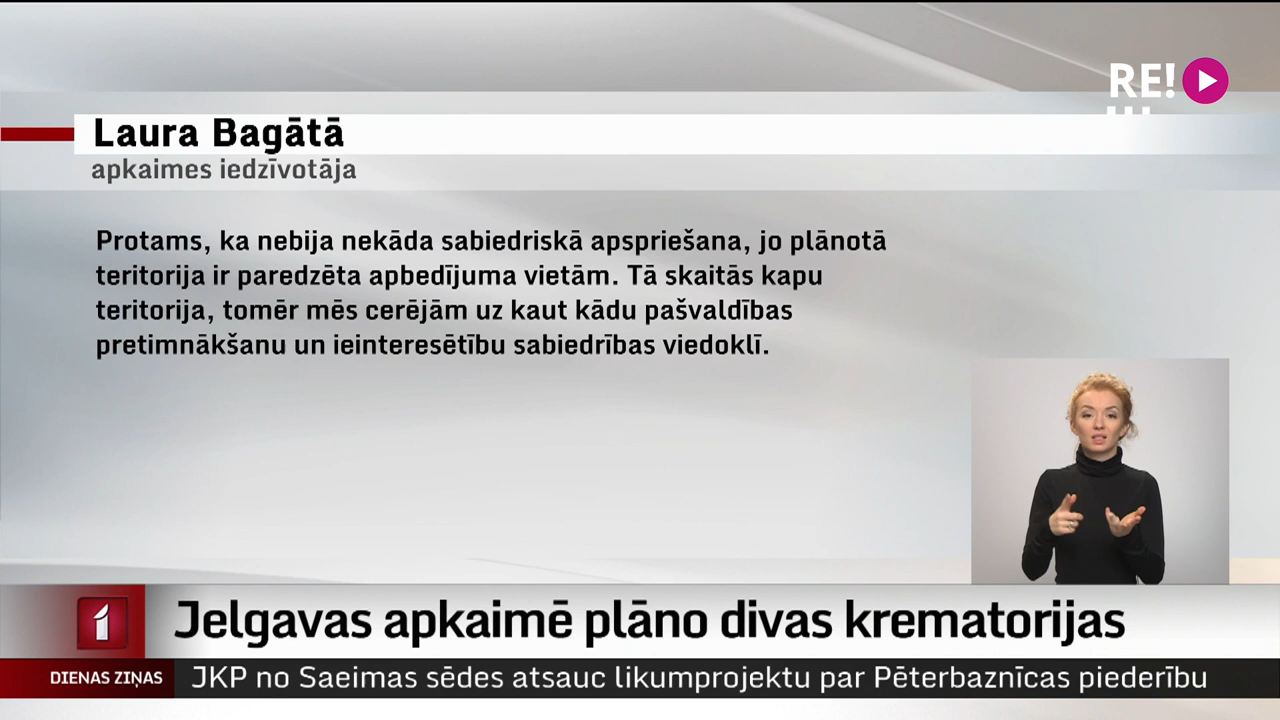 RE!
Laura Bagātā
apkaimes iedzīvotāja
Protams, ka nebija nekāda sabiedriskā apspriešana, jo plānotā
teritorija ir paredzēta apbedījuma vietām. Tā skaitās kapu
teritorija, tomēr mēs cerējām uz kaut kādu pašvaldības
pretimnākšanu un ieinteresētību sabiedrības viedoklī.
1
Jelgavas apkaimē plāno divas krematorijas
DIENAS ZIŅAS
JKP no Saeimas sēdes atsauc likumprojektu par Pēterbaznīcas piederību